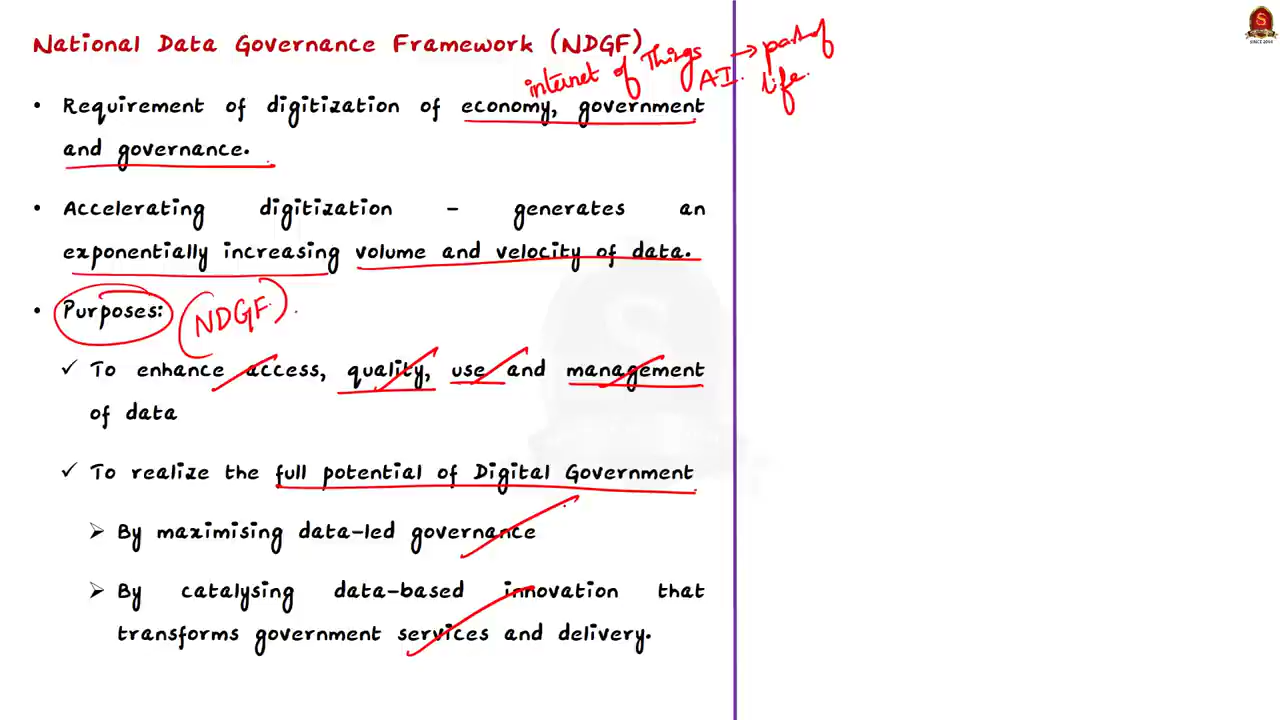 National Data Governance Framework (NDGF)
internet of Things → part of
AI. life.
• Requirement of digitization of economy, government
and governance.
• Accelerating digitization – generates an
exponentially increasing volume and velocity of data.
• Purposes: (NDGF).
✓ To enhance access, quality, use and management
of data
✓ To realize the full potential of Digital Government
➢ By maximising data-led governance
➢ By catalysing data-based innovation that
transforms government services and delivery.
S
SINCE 2004
S